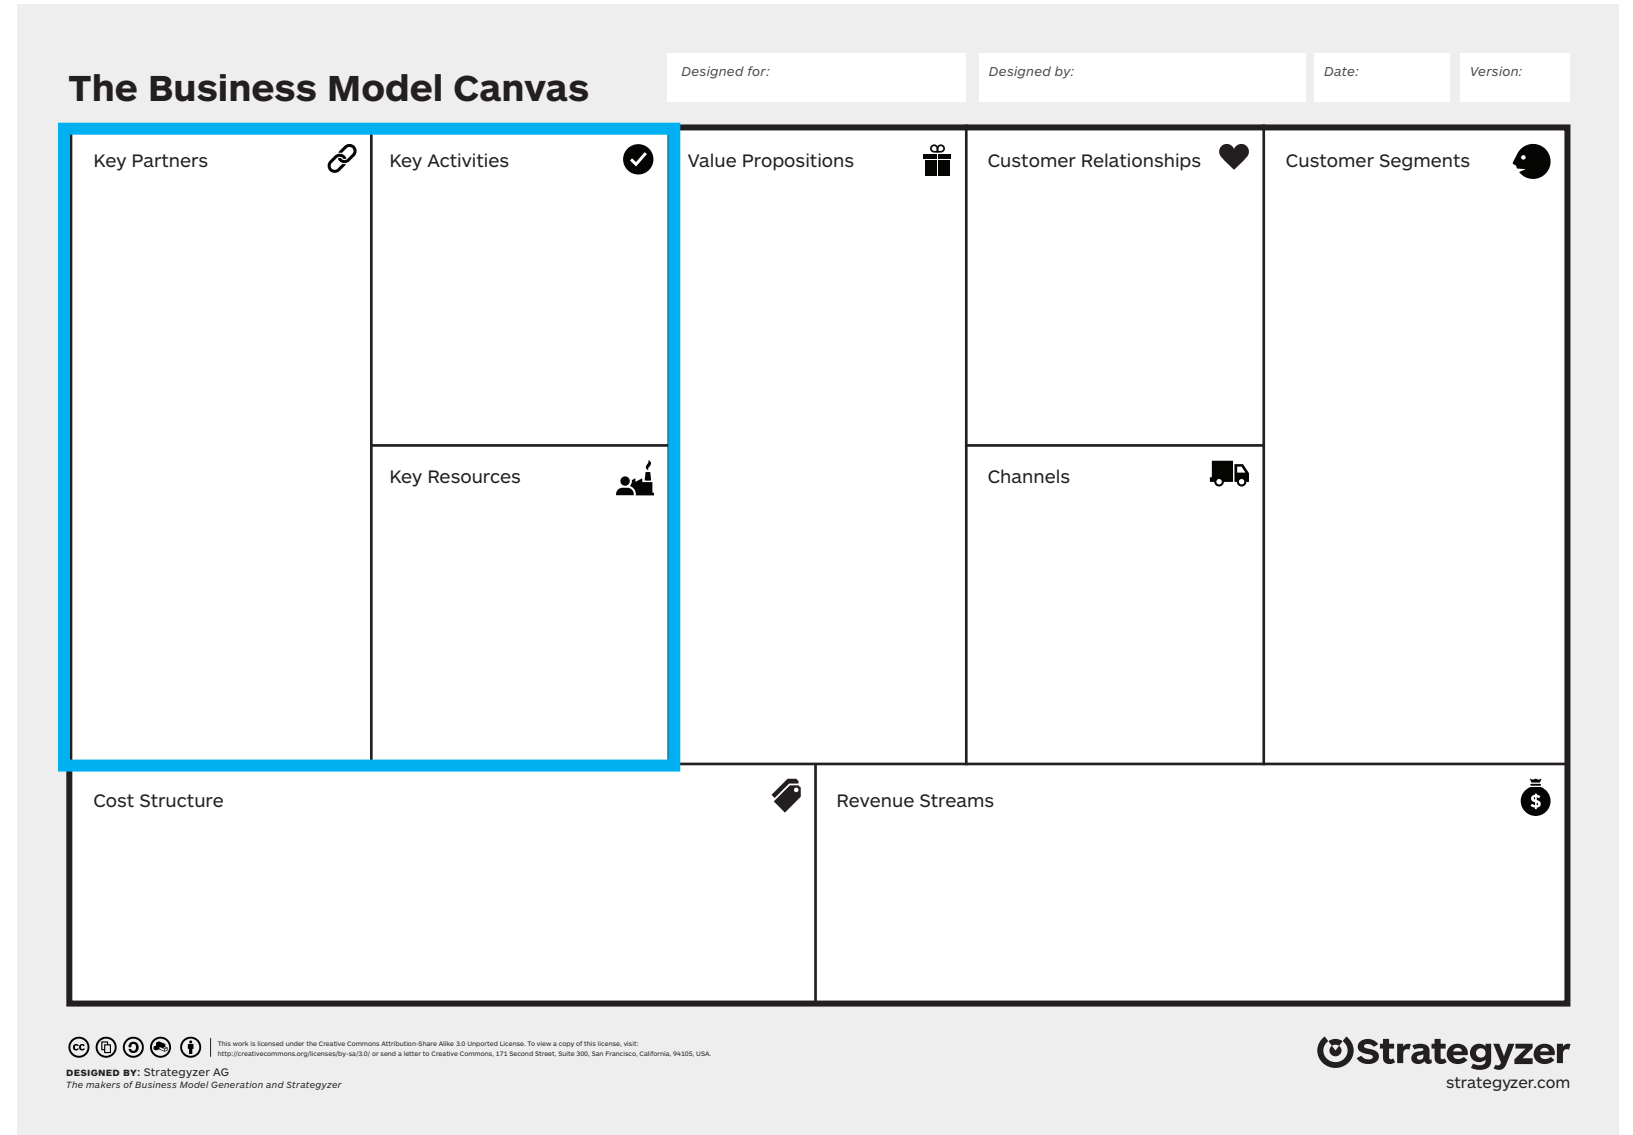 The Business Model Canvas
Designed for:
Designed by:
Date:
Version:
Key Partners
Key Activities
Key Resources
Value Propositions
Customer Relationships
Channels
Customer Segments
Cost Structure
Revenue Streams
$
cc
This work is licensed under the Creative Commons Attribution-Share Alike 3.0 Unported License. To view a copy of this license, visit:
http://creativecommons.org/licenses/by-sa/3.0/ or send a letter to Creative Commons, 171 Second Street, Suite 300, San Francisco, California, 94105, USA.
DESIGNED BY: Strategyzer AG
The makers of Business Model Generation and Strategyzer
Strategyzer
strategyzer.com